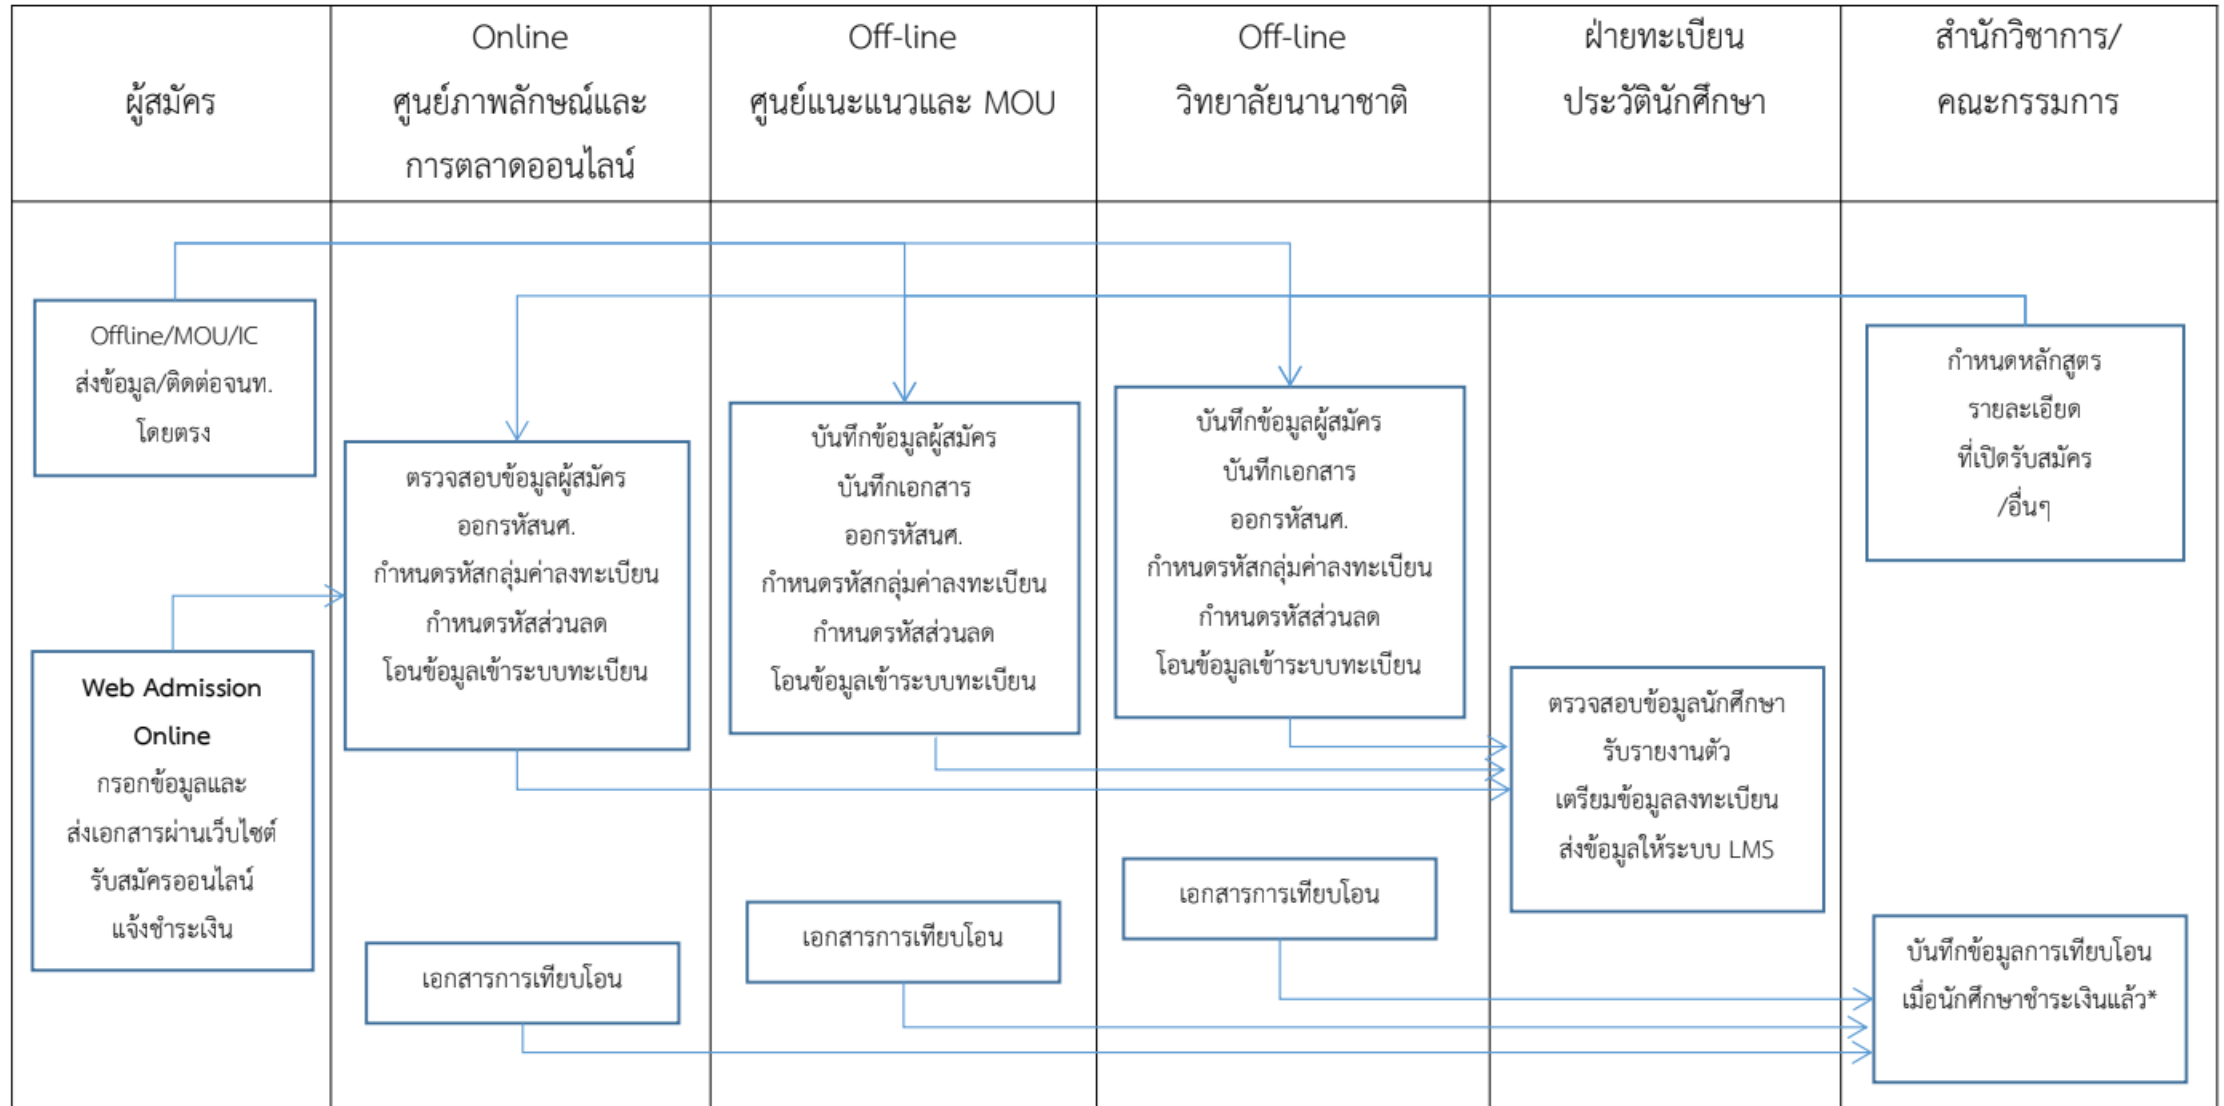 ผู้สมัคร
Online
ศูนย์ภาพลักษณ์และ
การตลาดออนไลน์
Off-line
ศูนย์แนะแนวและ MOU
Off-line
วิทยาลัยนานาชาติ
ฝ่ายทะเบียน
ประวัตินักศึกษา
สำนักวิชาการ/
คณะกรรมการ
Offline/MOU/IC
ส่งข้อมูล/ติดต่อจนท.
โดยตรง
Web Admission
Online
กรอกข้อมูลและ
ส่งเอกสารผ่านเว็บไซต์
รับสมัครออนไลน์
แจ้งชำระเงิน
ตรวจสอบข้อมูลผู้สมัคร
ออกรหัสนศ.
กำหนดรหัสกลุ่มค่าลงทะเบียน
กำหนดรหัสส่วนลด
โอนข้อมูลเข้าระบบทะเบียน
เอกสารการเทียบโอน
บันทึกข้อมูลผู้สมัคร
บันทึกเอกสาร
ออกรหัสนศ.
กำหนดรหัสกลุ่มค่าลงทะเบียน
กำหนดรหัสส่วนลด
โอนข้อมูลเข้าระบบทะเบียน
เอกสารการเทียบโอน
บันทึกข้อมูลผู้สมัคร
บันทึกเอกสาร
ออกรหัสนศ.
กำหนดรหัสกลุ่มค่าลงทะเบียน
กำหนดรหัสส่วนลด
โอนข้อมูลเข้าระบบทะเบียน
เอกสารการเทียบโอน
ตรวจสอบข้อมูลนักศึกษา
รับรายงานตัว
เตรียมข้อมูลลงทะเบียน
ส่งข้อมูลให้ระบบ LMS
กำหนดหลักสูตร
รายละเอียด
ที่เปิดรับสมัคร
/อื่นๆ
บันทึกข้อมูลการเทียบโอน
เมื่อนักศึกษาชำระเงินแล้ว*